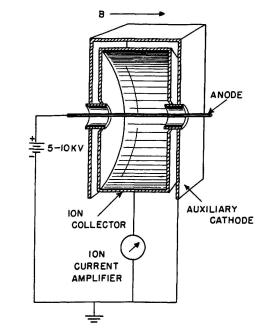 B
ANODE
+
5-10KV
-
ION
COLLECTOR
AUXILIARY
CATHODE
ION
CURRENT
AMPLIFIER